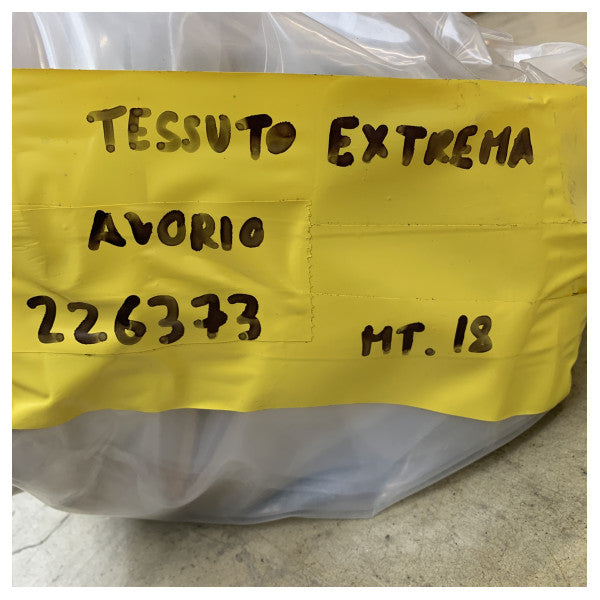 TESSUTO EXTREMA
AVORIO
226373
MT. 18